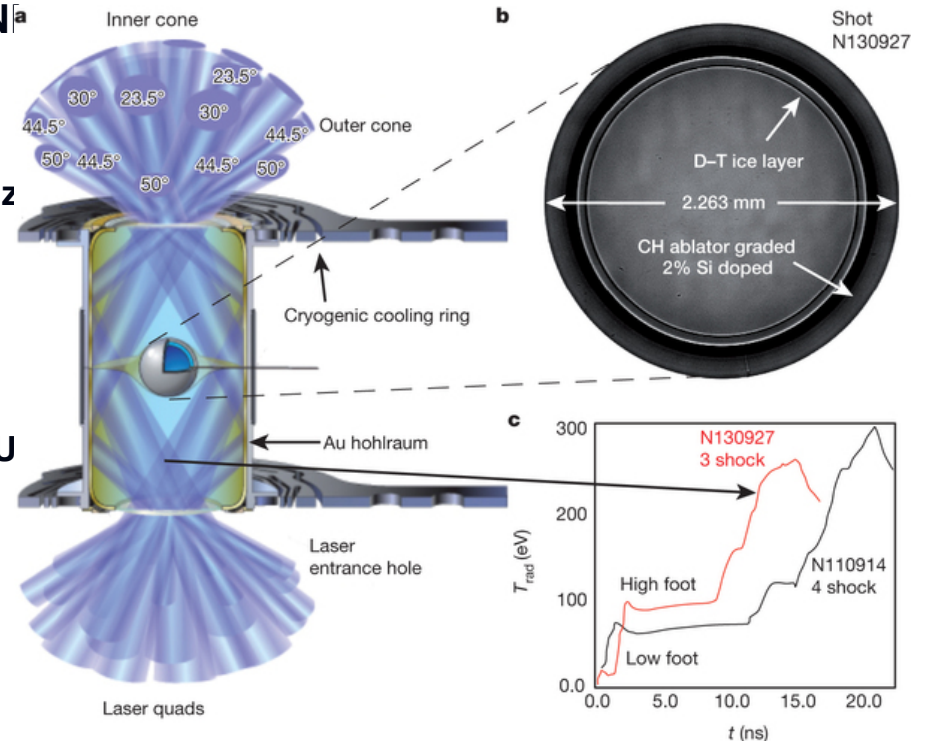 a
Inner cone
23.5°
30°
23.5°
30°
44.5°
44.5°
Outer cone
50°
44.5°
44.5°
50°
50°
Cryogenic cooling ring
Au hohlraum
Laser
entrance hole
Laser quads
b
Shot
N130927
D–T ice layer
2.263 mm
CH ablator graded
2% Si doped
c
300
200
100
0.0
T rad (eV)
N130927
3 shock
N110914
4 shock
High foot
Low foot
0.0
5.0
10.0
15.0
20.0
t (ns)